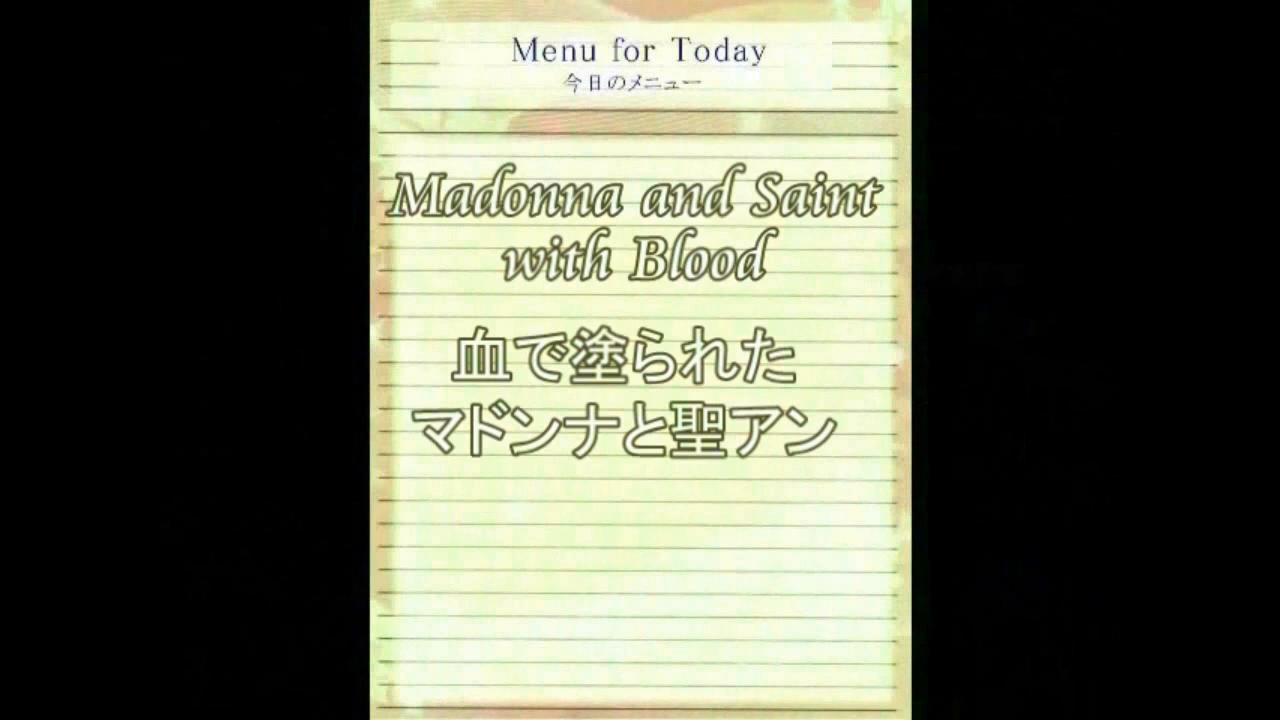 Menu for Today
今日のメニュー
Madonna and Saint
with Blood
血で塗られた
マドンナと聖アン